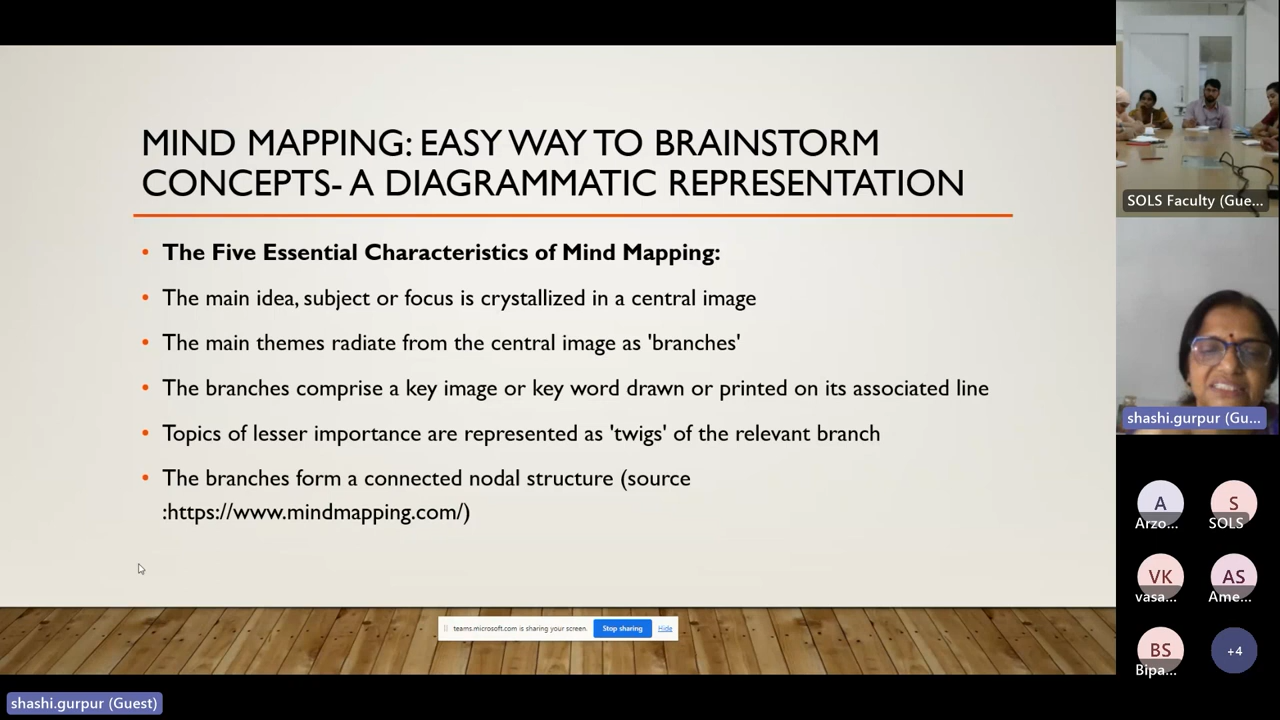 MIND MAPPING: EASY WAY TO BRAINSTORM
CONCEPTS- A DIAGRAMMATIC REPRESENTATION
• The Five Essential Characteristics of Mind Mapping:
• The main idea, subject or focus is crystallized in a central image
• The main themes radiate from the central image as 'branches'
• The branches comprise a key image or key word drawn or printed on its associated line
• Topics of lesser importance are represented as 'twigs' of the relevant branch
• The branches form a connected nodal structure (source
:https://www.mindmapping.com/)
teams.microsoft.com is sharing your screen. Stop sharing Hide
shashi.gurpur (Guest)
SOLS Faculty (Gue...
shashi.gurpur (Gu...
A S
Arzo... SOLS
VK AS
vasa... Ame...
BS +4
Bipa...